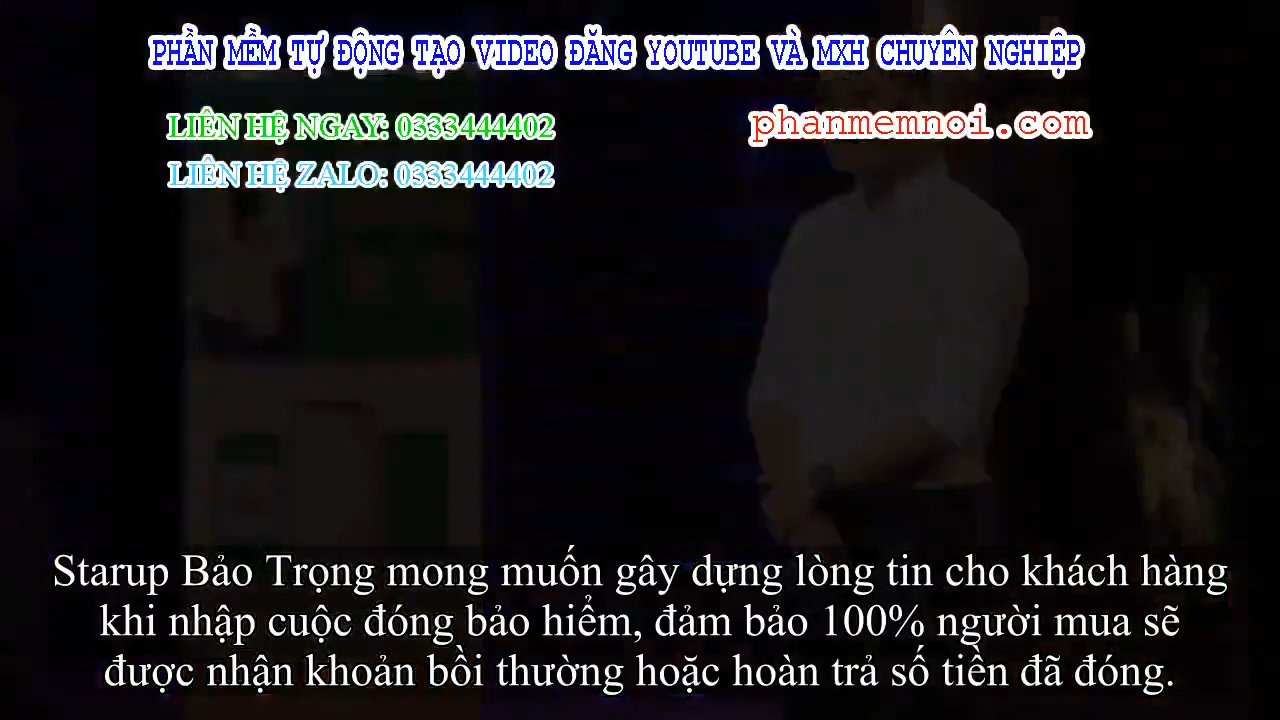 PHẦN MỀM TỰ ĐỘNG TẠO VIDEO ĐĂNG YOUTUBE VÀ MXH CHUYÊN NGHIỆP
LIÊN HỆ NGAY: 0333444402
phanmemnoi.com
LIÊN HỆ ZALO: 0333444402
Starup Bảo Trọng mong muốn gây dựng lòng tin cho khách hàng
khi nhập cuộc đóng bảo hiểm, đảm bảo 100% người mua sẽ
được nhận khoản bồi thường hoặc hoàn trả số tiền đã đóng.